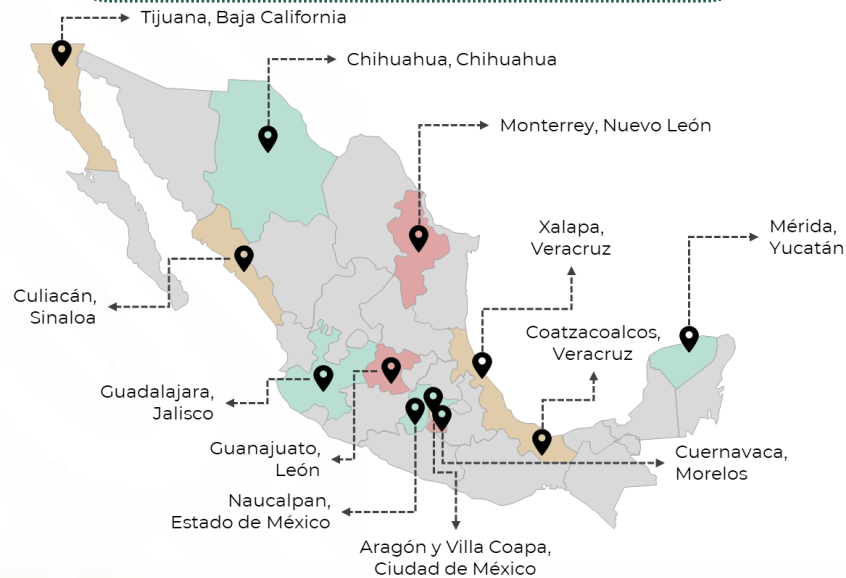 Tijuana, Baja California
Chihuahua, Chihuahua
Monterrey, Nuevo León
Xalapa,
Veracruz
Mérida,
Yucatán
Culiacán,
Sinaloa
Coatzacoalcos,
Veracruz
Guadalajara,
Jalisco
Guanajuato,
León
Cuernavaca,
Morelos
Naucalpan,
Estado de México
Aragón y Villa Coapa,
Ciudad de México